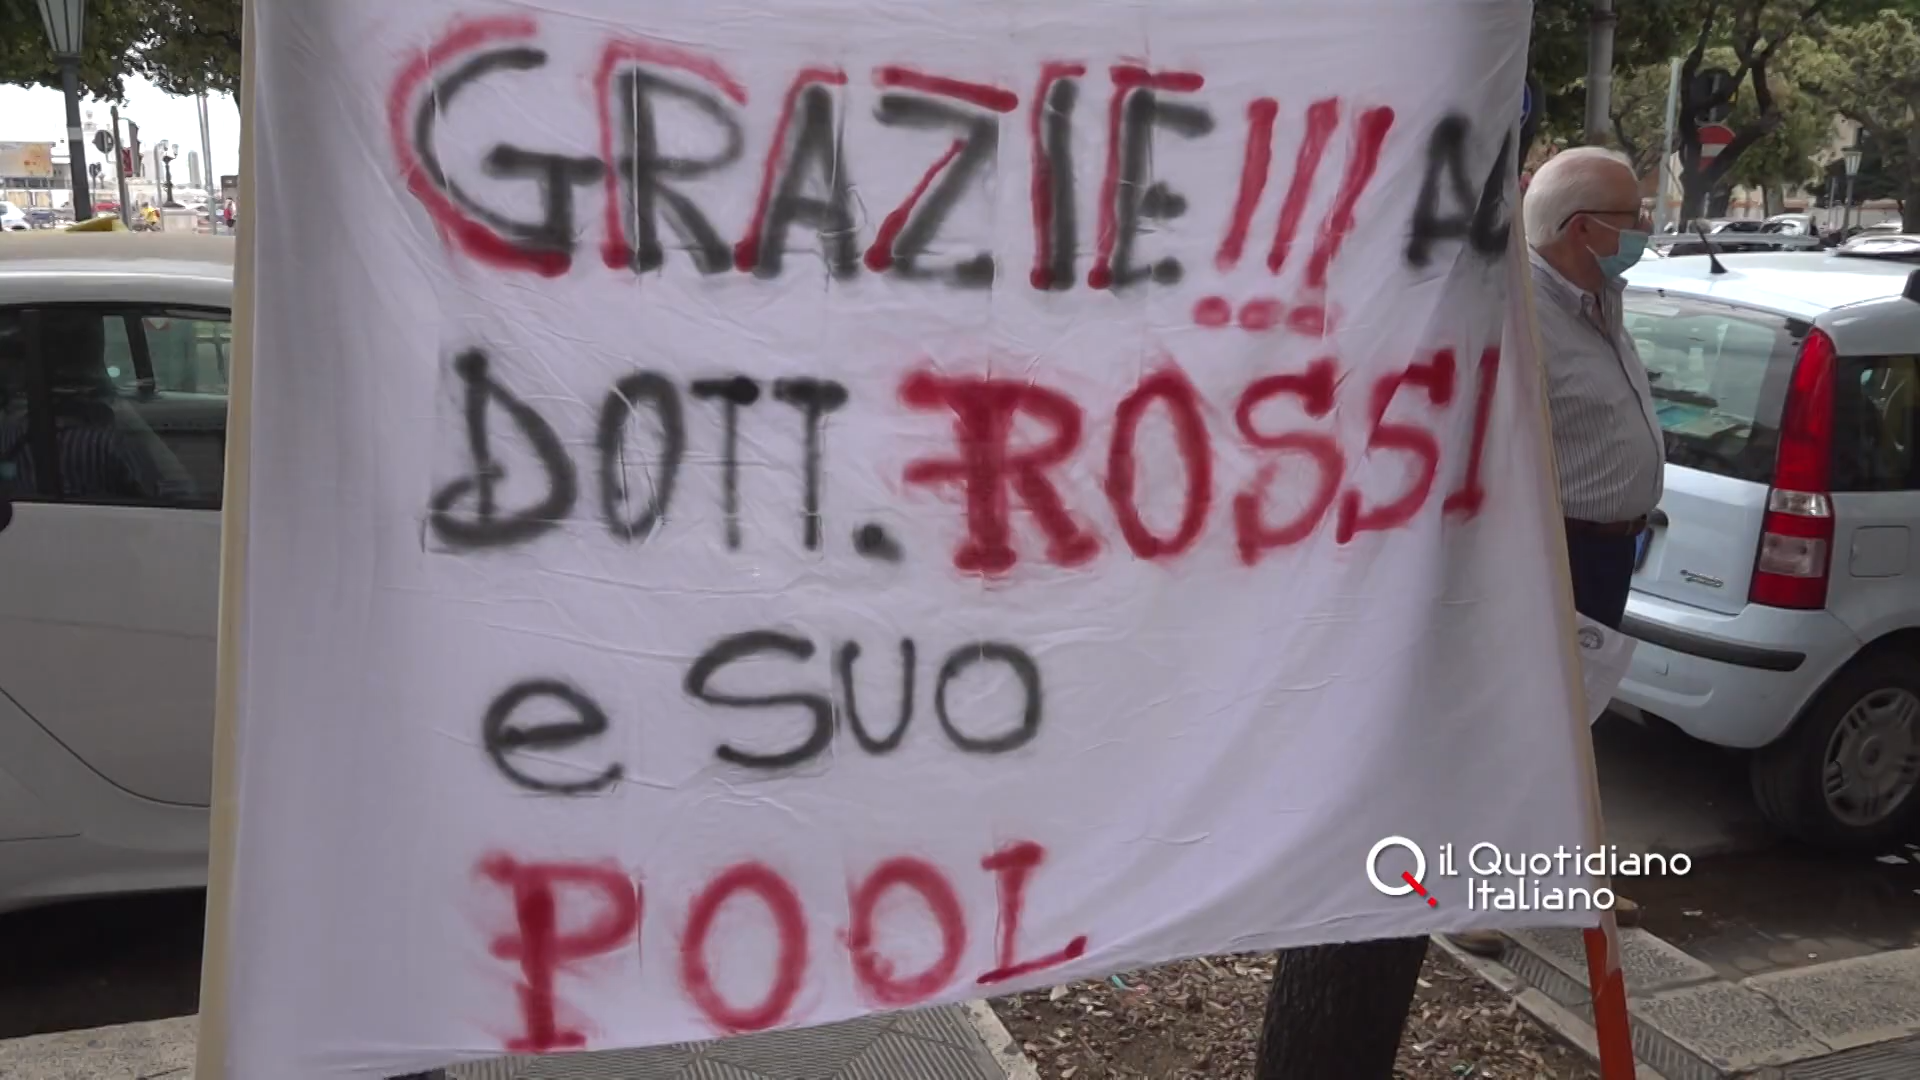 GRAZIE!!!
DOTT. ROSSI
e SUO
POOL
il Quotidiano
Italiano